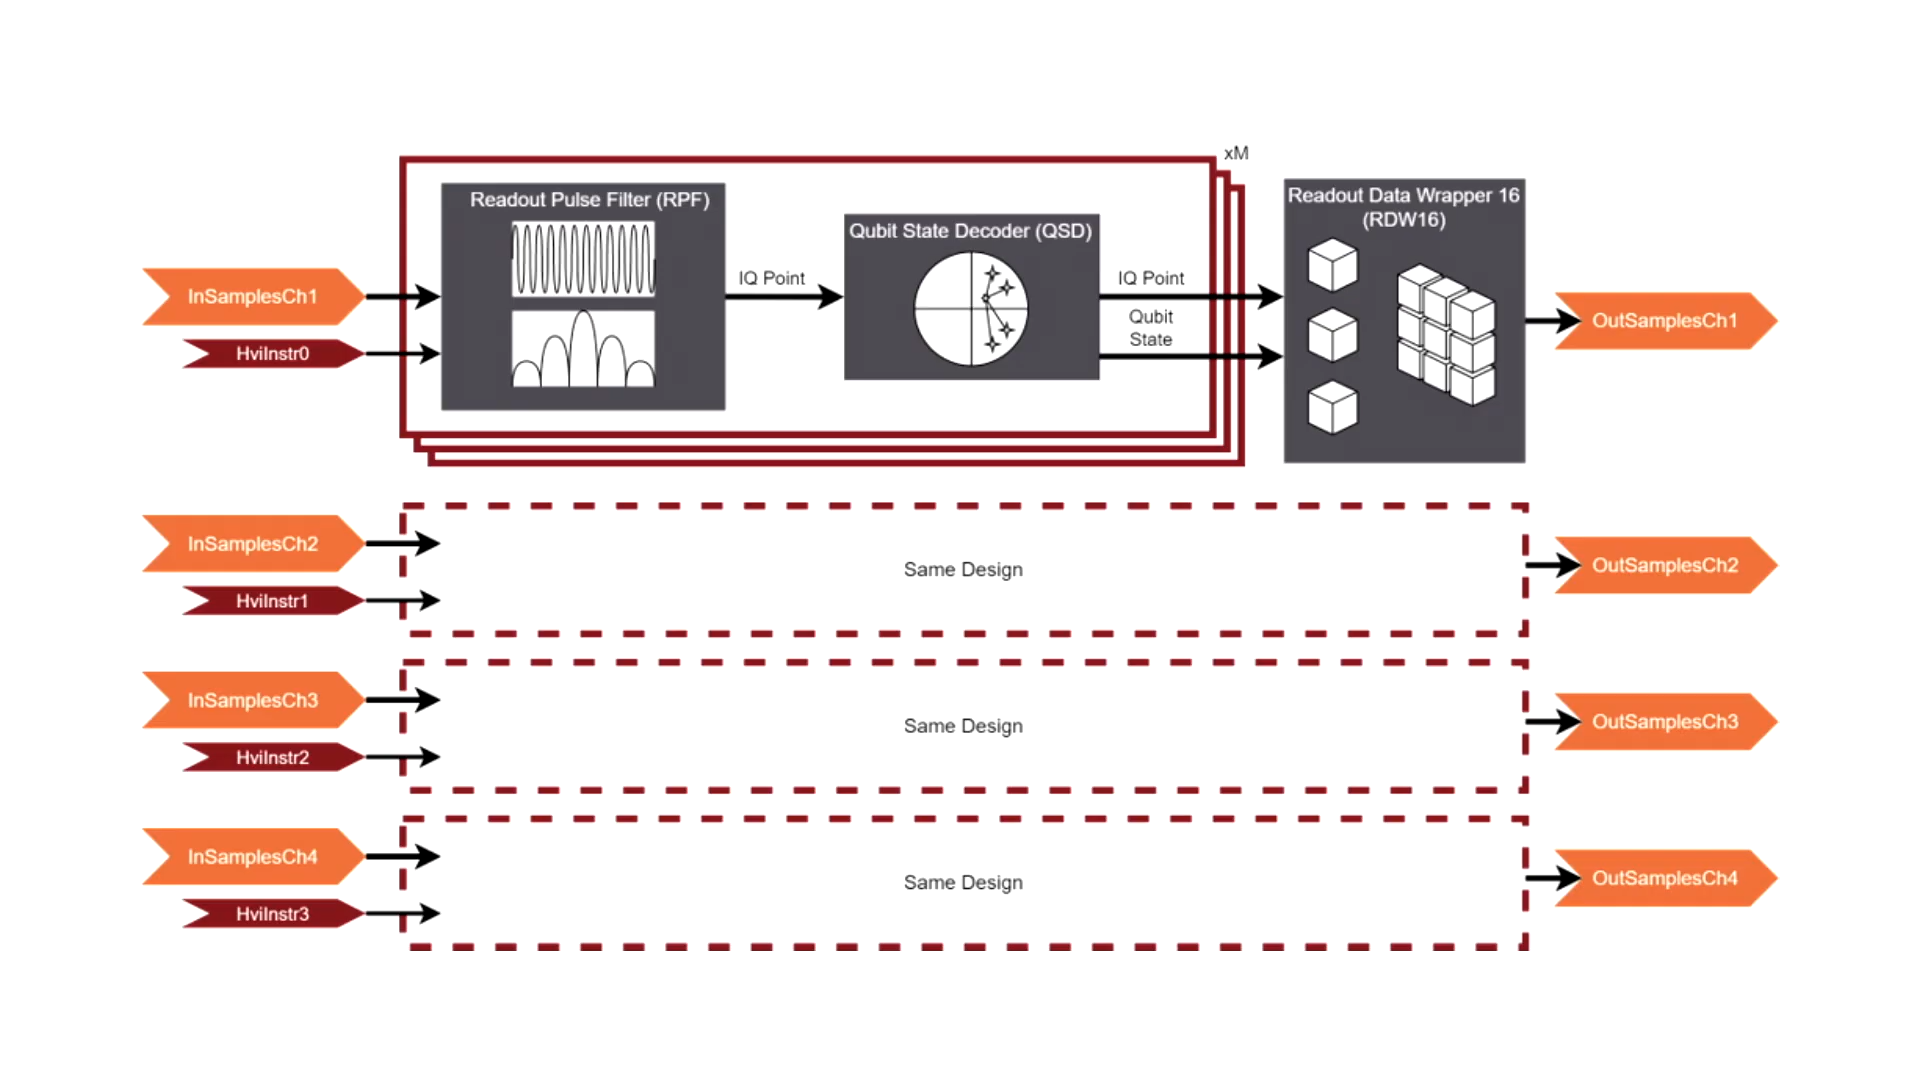 xM
Readout Pulse Filter (RPF)
Qubit State Decoder (QSD)
Readout Data Wrapper 16
(RDW16)
InSamplesCh1
HviInstr0
IQ Point
IQ Point
Qubit
State
OutSamplesCh1
InSamplesCh2
HviInstr1
Same Design
OutSamplesCh2
InSamplesCh3
HviInstr2
Same Design
OutSamplesCh3
InSamplesCh4
HviInstr3
Same Design
OutSamplesCh4